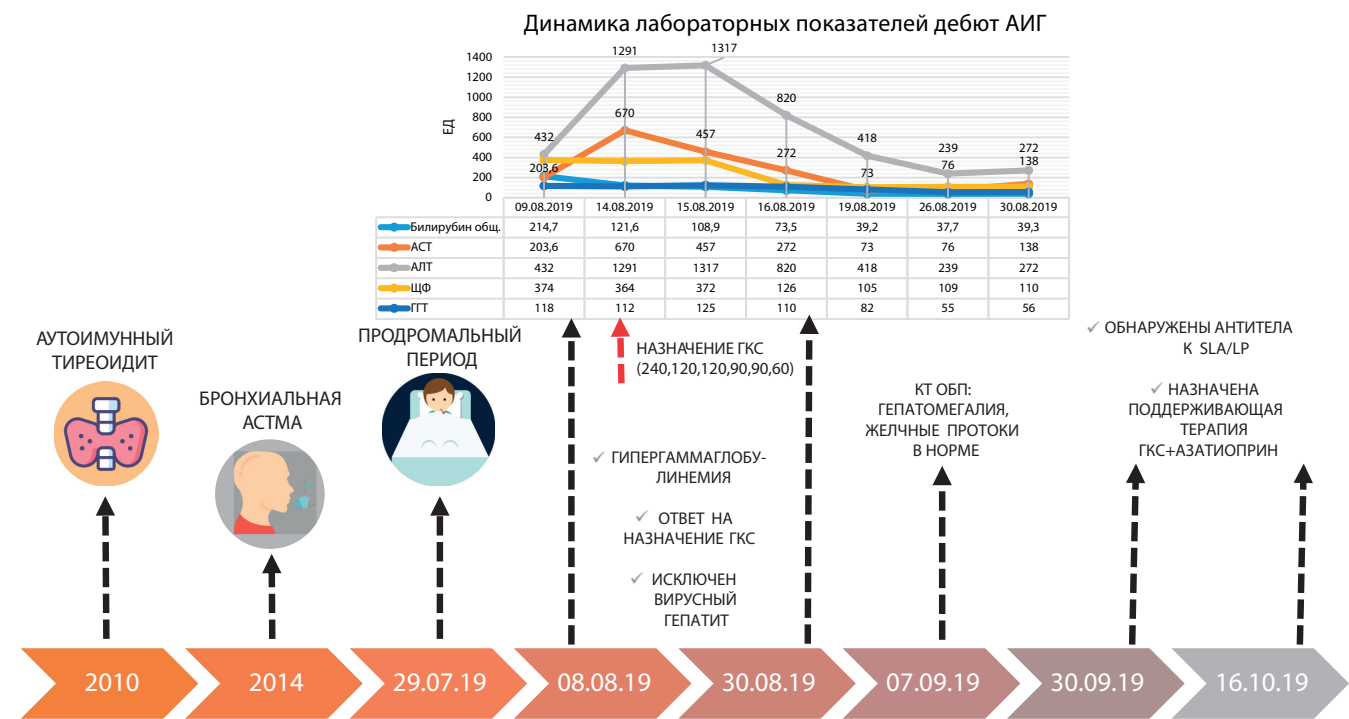 Динамика лабораторных показателей дебют АИГ
ЕД
1400
1200
1000
800
600
400
200
0
432
203,6
1291
670
1317
457
820
272
418
73
239
76
272
138
09.08.2019 14.08.2019 15.08.2019 16.08.2019 19.08.2019 26.08.2019 30.08.2019
Билирубин общ. 214,7 121,6 108,9 73,5 39,2 37,7 39,3
АСТ 203,6 670 457 272 73 76 138
АЛТ 432 1291 1317 820 418 239 272
ЩФ 374 364 372 126 105 109 110
ГГТ 118 112 125 110 82 55 56
АУТОИМУННЫЙ
ТИРЕОИДИТ
БРОНХИАЛЬНАЯ
АСТМА
ПРОДРОМАЛЬНЫЙ
ПЕРИОД
НАЗНАЧЕНИЕ ГКС
(240,120,120,90,90,60)
✓ ГИПЕРГАММАГЛОБУ-
ЛИНЕМИЯ
✓ ОТВЕТ НА
НАЗНАЧЕНИЕ ГКС
✓ ИСКЛЮЧЕН
ВИРУСНЫЙ
ГЕПАТИТ
КТ ОБП:
ГЕПАТОМЕГАЛИЯ,
ЖЕЛЧНЫЕ ПРОТОКИ
В НОРМЕ
✓ ОБНАРУЖЕНЫ АНТИТЕЛА
К SLA/LP
✓ НАЗНАЧЕНА
ПОДДЕРЖИВАЮЩАЯ
ТЕРАПИЯ
ГКС+АЗАТИОПРИН
2010
2014
29.07.19
08.08.19
30.08.19
07.09.19
30.09.19
16.10.19